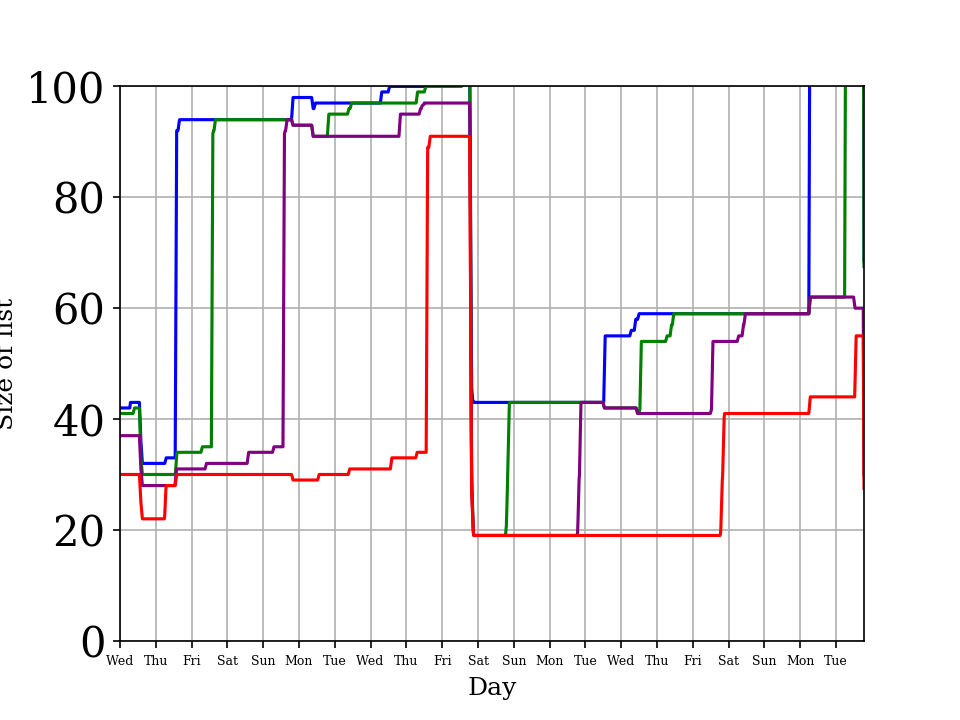 100
80
60
40
20
0
Size of list
Wed Thu Fri Sat Sun Mon Tue Wed Thu Fri Sat Sun Mon Tue Wed Thu Fri Sat Sun Mon Tue
Day